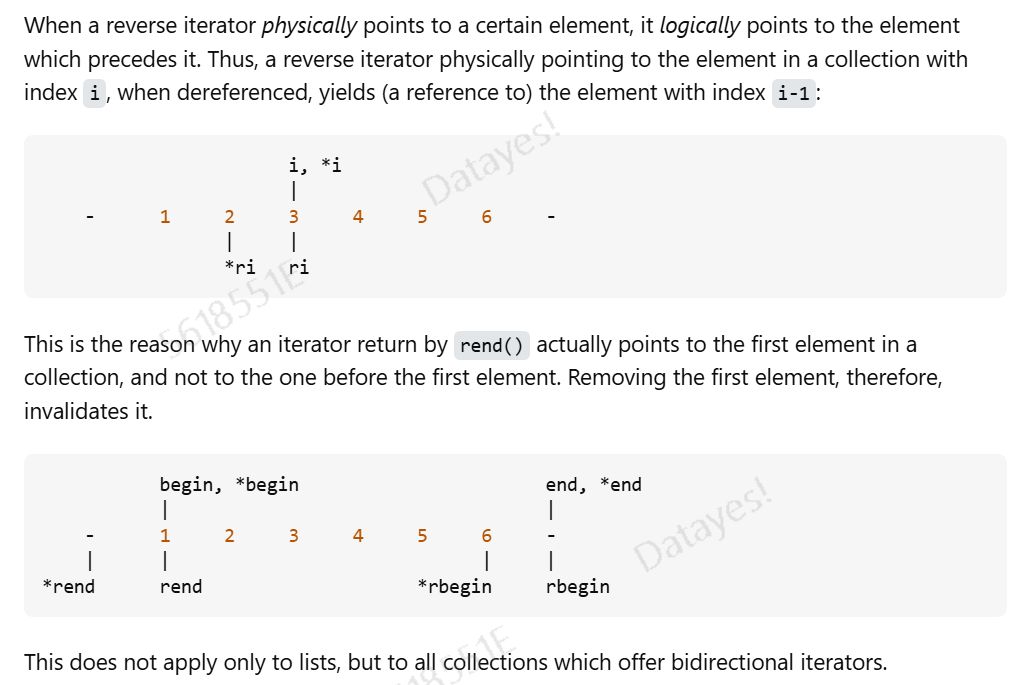 When a reverse iterator physically points to a certain element, it logically points to the element
which precedes it. Thus, a reverse iterator physically pointing to the element in a collection with
index i, when dereferenced, yields (a reference to) the element with index i-1:
i, *i
|
- 1 2 3 4 5 6 -
| |
*ri ri
This is the reason why an iterator return by rend() actually points to the first element in a
collection, and not to the one before the first element. Removing the first element, therefore,
invalidates it.
begin, *begin end, *end
| |
- 1 2 3 4 5 6 -
| | | |
*rend rend *rbegin rbegin
This does not apply only to lists, but to all collections which offer bidirectional iterators.
Datayes!
5618551E
Datayes!